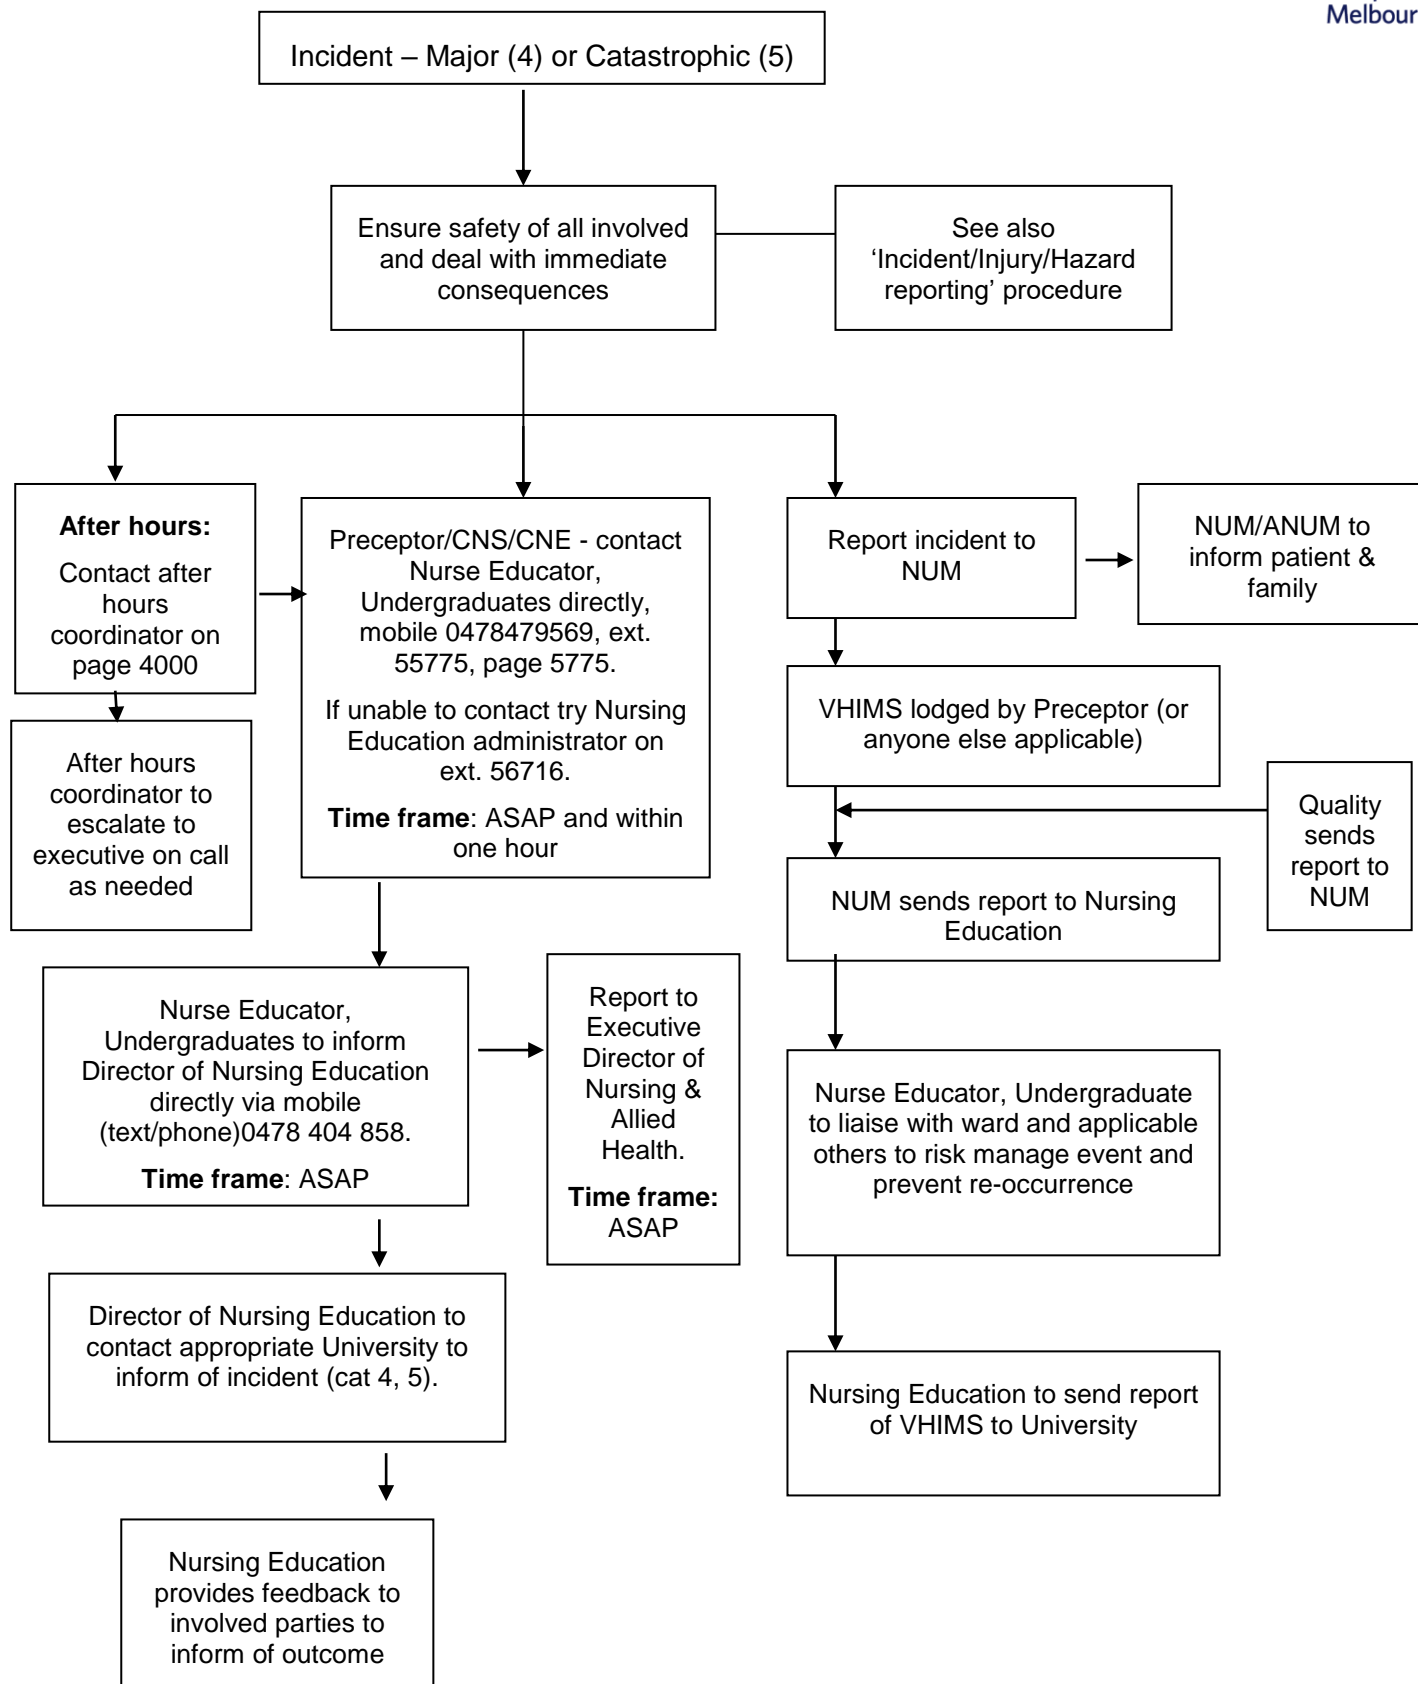 Melbour
Incident – Major (4) or Catastrophic (5)
Ensure safety of all involved
and deal with immediate
consequences
See also
‘Incident/Injury/Hazard
reporting’ procedure
After hours:
Contact after
hours
coordinator on
page 4000
Preceptor/CNS/CNE - contact
Nurse Educator,
Undergraduates directly,
mobile 0478479569, ext.
55775, page 5775.
If unable to contact try Nursing
Education administrator on
ext. 56716.
Time frame: ASAP and within
one hour
Report incident to
NUM
NUM/ANUM to
inform patient &
family
VHIMS lodged by Preceptor (or
anyone else applicable)
After hours
coordinator to
escalate to
executive on call
as needed
Quality
sends
report to
NUM
NUM sends report to Nursing
Education
Nurse Educator,
Undergraduates to inform
Director of Nursing Education
directly via mobile
(text/phone)0478 404 858.
Time frame: ASAP
Report to
Executive
Director of
Nursing &
Allied
Health.
Time frame:
ASAP
Nurse Educator, Undergraduate
to liaise with ward and applicable
others to risk manage event and
prevent re-occurrence
Director of Nursing Education to
contact appropriate University to
inform of incident (cat 4, 5).
Nursing Education to send report
of VHIMS to University
Nursing Education
provides feedback to
involved parties to
inform of outcome